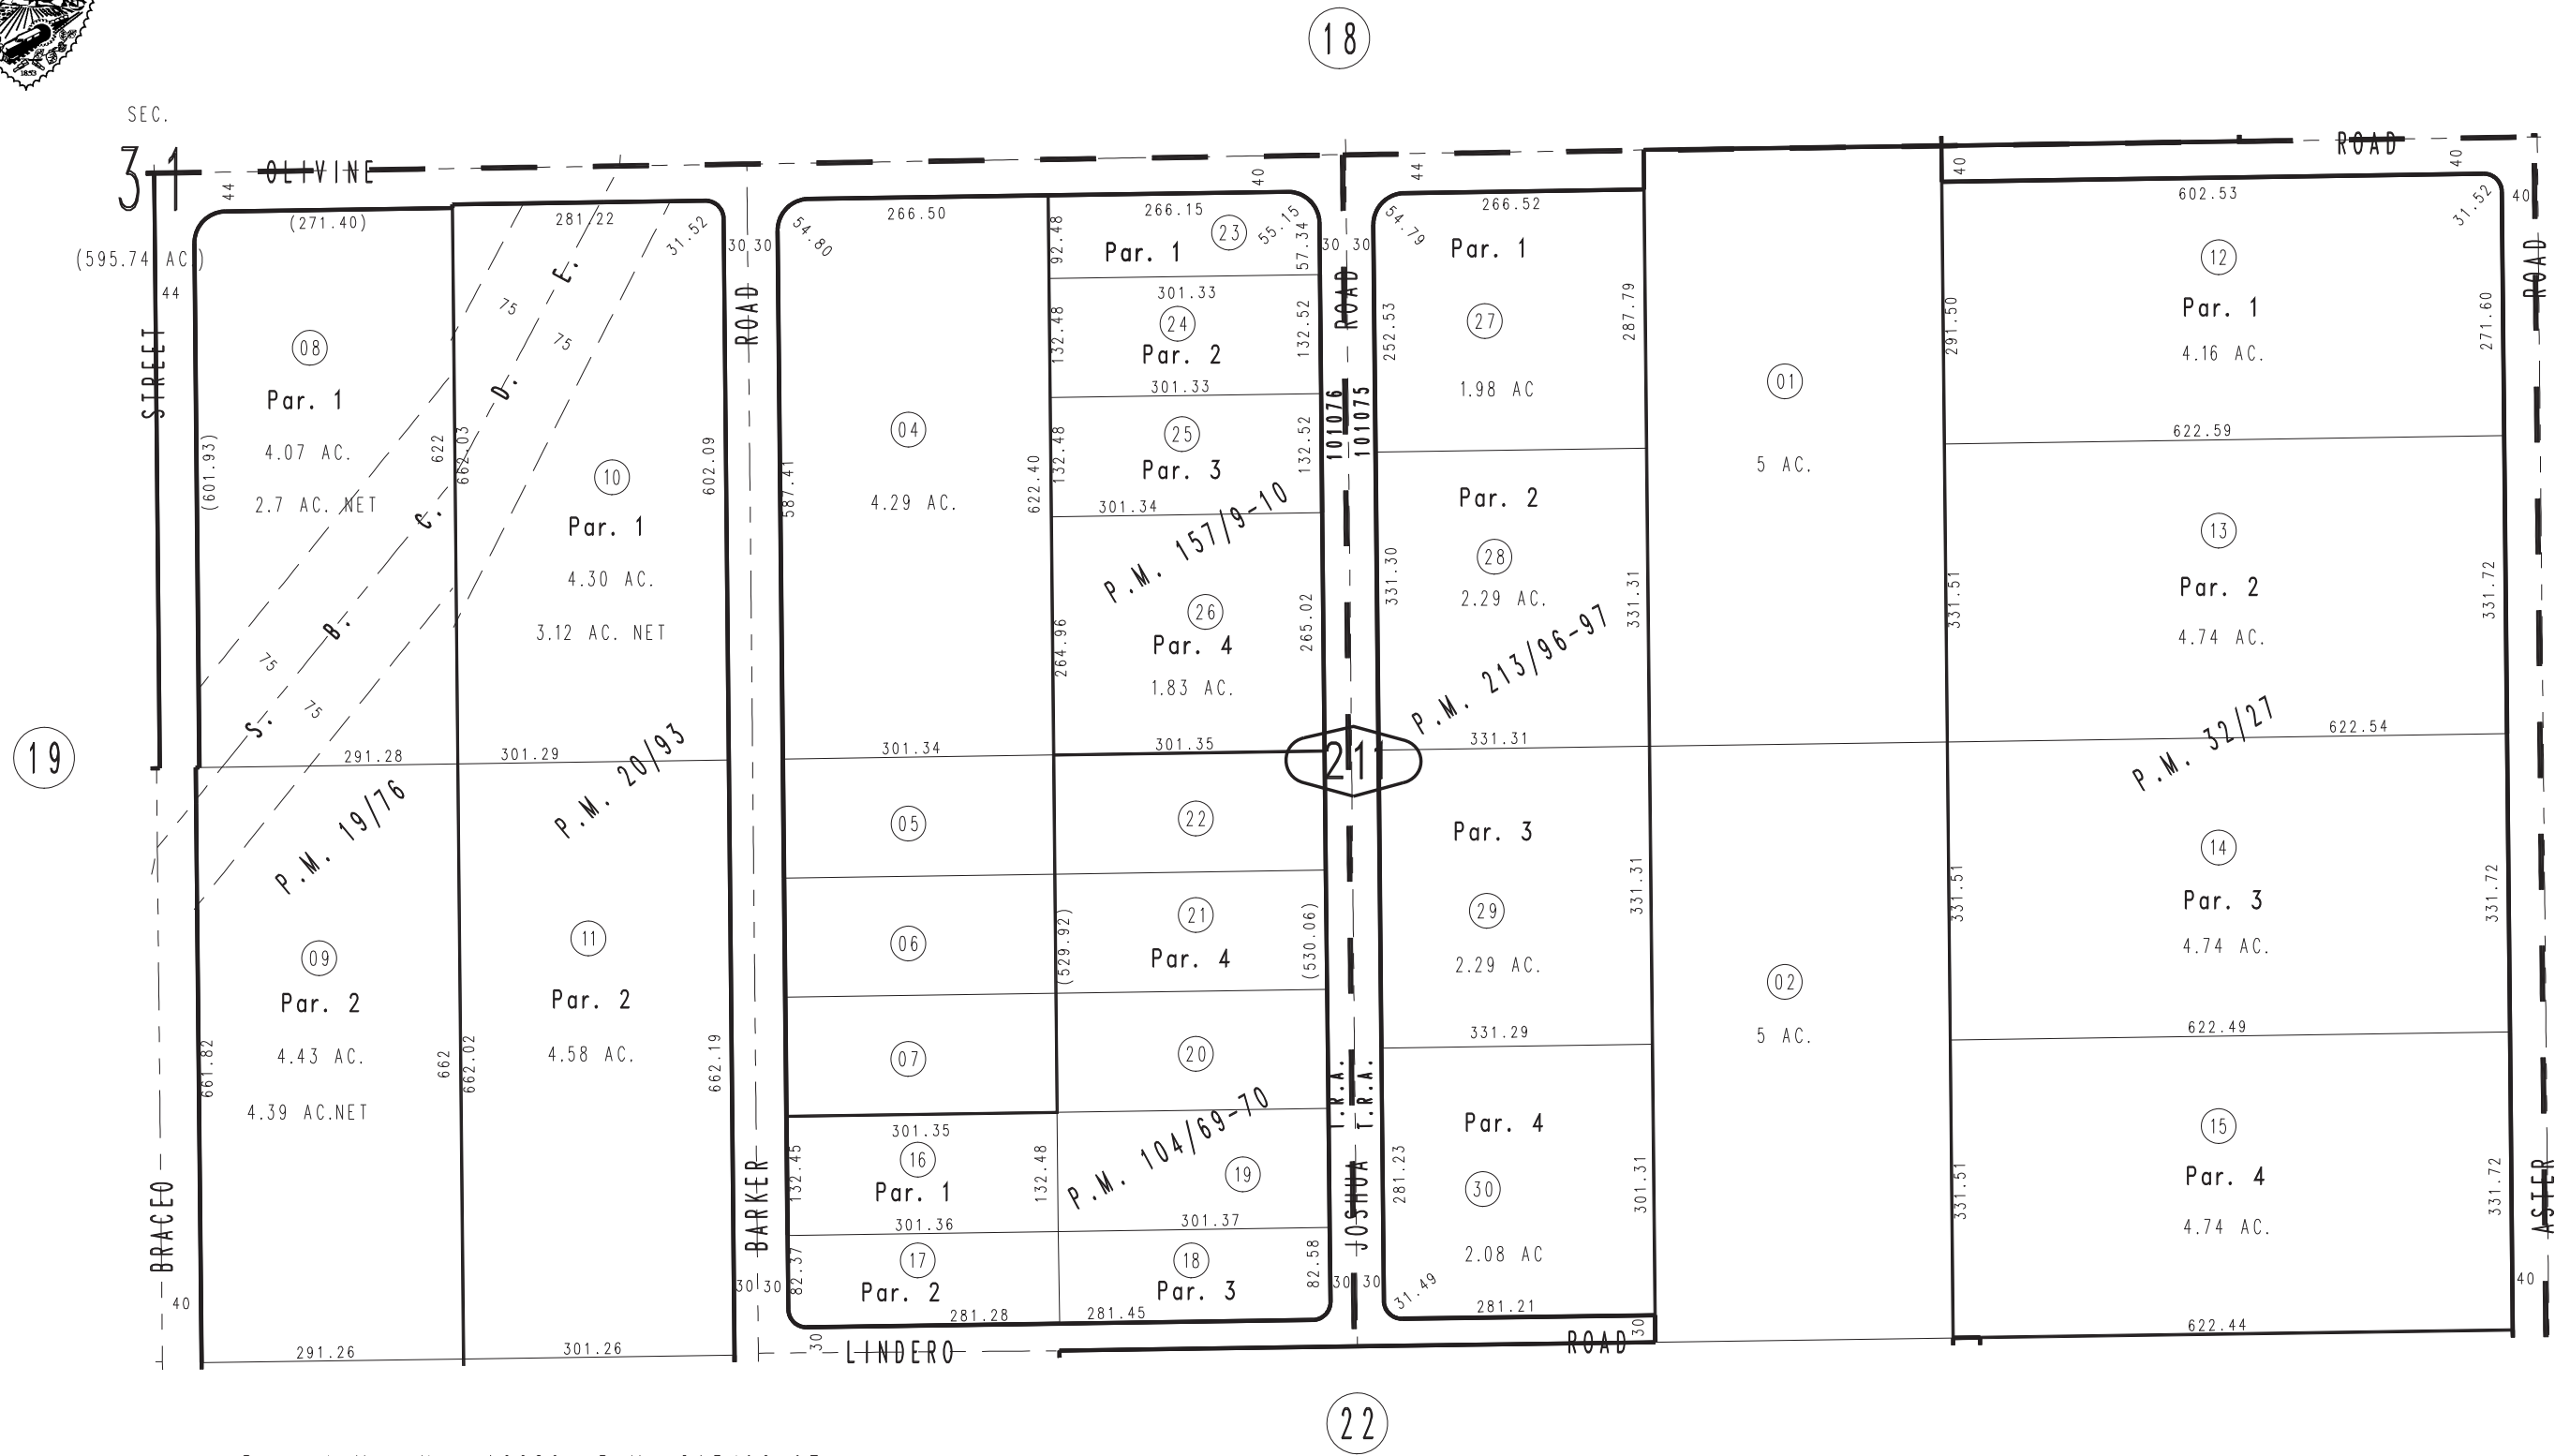 18
1853
SEC.
31
OLIVINE
ROAD
44
(271.40)
281.22
31.52
30 30
54.80
266.50
40
266.15
55.15
23
Par. 1
92.48
57.34
30 30
44
54.79
266.52
Par. 1
40
602.53
40
31.52
40
(595.74 AC.)
44
STREET
ROAD
ROAD
ROAD
08
Par. 1
4.07 AC.
2.7 AC. NET
(601.93)
622
662.03
75
75
S. B. C. D. E.
75
75
10
Par. 1
4.30 AC.
3.12 AC. NET
602.09
587.41
04
4.29 AC.
622.40
301.33
24
Par. 2
132.48
132.52
301.33
25
Par. 3
132.48
132.52
301.34
P.M. 157/9-10
26
Par. 4
1.83 AC.
264.96
265.02
101076
101075
27
1.98 AC
252.53
287.79
Par. 2
28
2.29 AC.
331.30
331.31
P.M. 213/96-97
01
5 AC.
12
Par. 1
4.16 AC.
291.50
271.60
622.59
13
Par. 2
4.74 AC.
331.51
331.72
P.M. 32/27
622.54
19
291.28
301.29
301.34
301.35
211
331.31
P.M. 19/76
P.M. 20/93
05
22
06
21
Par. 4
(529.92)
(530.06)
07
20
Par. 3
29
2.29 AC.
331.31
331.29
02
5 AC.
14
Par. 3
4.74 AC.
331.51
331.72
622.49
09
Par. 2
4.43 AC.
4.39 AC.NET
661.82
662
662.02
11
Par. 2
4.58 AC.
662.19
301.35
16
Par. 1
132.45
132.48
P.M. 104/69-70
19
301.36
301.37
17
Par. 2
82.37
18
Par. 3
82.58
T.R.A.
T.R.A.
Par. 4
30
2.08 AC
281.23
301.31
31.49
15
Par. 4
4.74 AC.
331.51
331.72
BRACEO
BARKER
JOSHUA
ASTER
40
30 30
30 30
40
281.28
281.45
281.21
622.44
291.26
301.26
30
LINDERO
ROAD
30
22